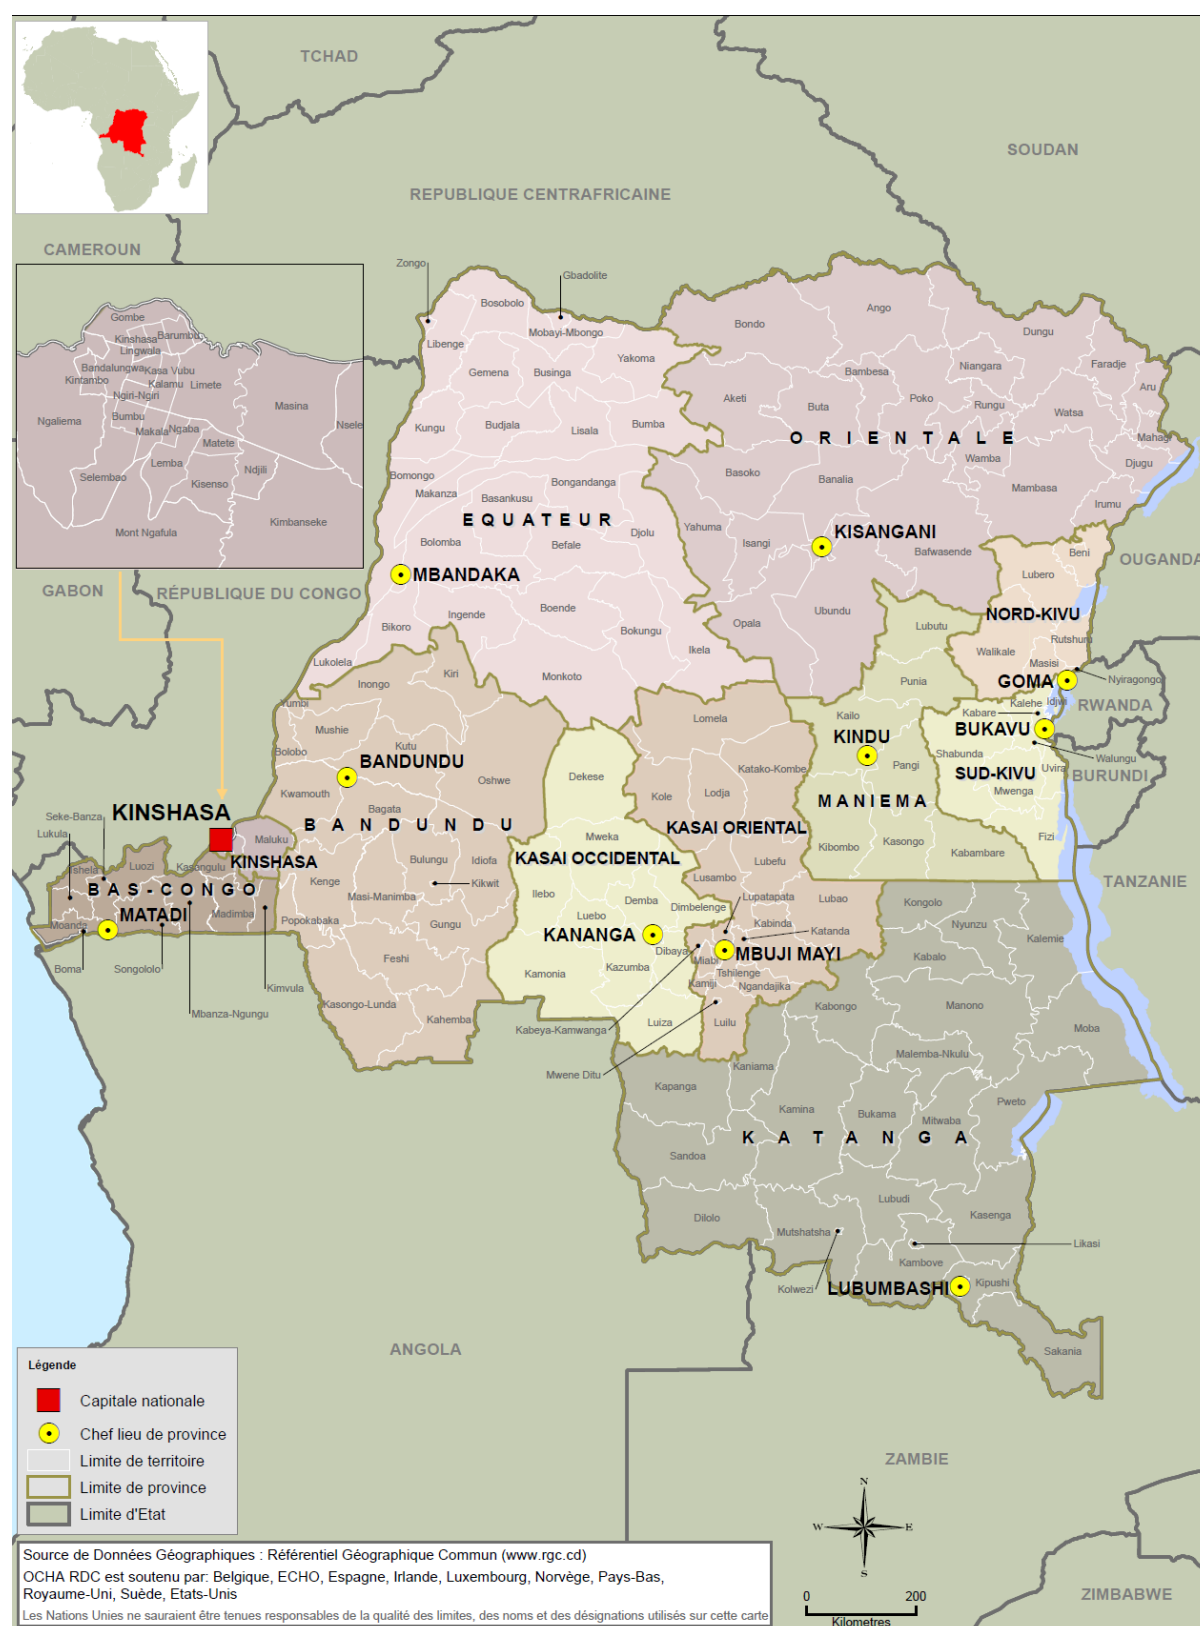 TCHAD
SOUDAN
REPUBLIQUE CENTRAFRICAINE
CAMEROUN
Zongo
Gbadolite
Gombe
Kinshasa
Barumbu
Lingwala
Bandalungwa
Kasa Vubu
Kintambo
Kalamu
Limete
Ngiri-Ngiri
Masina
Ngaliema
Bumbu
Makala
Ngaba
Nsele
Matete
Lemba
Ndjili
Selembao
Kisenso
Kimbanseke
Mont Ngafula
Bosobolo
Mobayi-Mbongo
Libenge
Yakoma
Gemena
Businga
Kungu
Budjala
Lisala
Bumba
Bomongo
Makanza
Basankusu
Bongandanga
EQUATEUR
Bolomba
Befale
Djolu
MBANDAKA
Ingende
Boende
Bikoro
Bokungu
Ikela
Lukolela
Monkoto
Ango
Bondo
Dungu
Niangara
Faradje
Bambesa
Aru
Aketi
Buta
Poko
Rungu
Watsa
ORIENTALE
Mahagi
Wamba
Djugu
Basoko
Banalia
Mambasa
Irumu
Yahuma
Isangi
KISANGANI
Bafwasende
Opala
Ubundu
OUGANDA
GABON
RÉPUBLIQUE DU CONGO
Beni
Lubero
NORD-KIVU
Lubutu
Rutshuru
Walikale
Masisi
GOMA
Nyiragongo
Punia
RWANDA
Kalehe
Idjwi
Kabare
BUKAVU
Kailo
KINDU
Shabunda
Walungu
Pangi
SUD-KIVU
Uvira
BURUNDI
Mwenga
MANIEMA
Kibombo
Kasongo
Kabambare
Fizi
Kiri
Inongo
Yumbi
Mushie
Kutu
Bolobo
BANDUNDU
Oshwe
Kwamouth
Bagata
BANDUNDU
Bulungu
Idiofa
Kenge
Masi-Manimba
Kikwit
Popokabaka
Gungu
Feshi
Kasongo-Lunda
Kahemba
Lomela
Dekese
Katako-Kombe
Kole
Lodja
KASAI ORIENTAL
Mweka
KASAI OCCIDENTAL
Lubefu
Lusambo
Ilebo
Demba
Dimbelenge
Lupatapata
Lubao
Luebo
Kabinda
KANANGA
Katanda
Dibaya
MBUJI MAYI
Miabi
Kamonia
Kazumba
Tshilenge
Kamiji
Ngandajika
Luiza
Luilu
Kabeya-Kamwanga
Mwene Ditu
KINSHASA
Seke-Banza
Lukula
Maluku
KINSHASA
Tshela
Luozi
Kasangulu
BAS-CONGO
MATADI
Madimba
Moanda
Boma
Songololo
Kimvula
Mbanza-Ngungu
TANZANIE
Kongolo
Nyunzu
Kalemie
Kabalo
Kabongo
Manono
Moba
Malemba-Nkulu
Kaniama
Kapanga
Kamina
Bukama
Mitwaba
Pweto
KATANGA
Sandoa
Lubudi
Dilolo
Kasenga
Mutshatsha
Likasi
Kambove
Kolwezi
LUBUMBASHI
Kipushi
Sakania
ANGOLA
ZAMBIE
ZIMBABWE
Légende
Capitale nationale
Chef lieu de province
Limite de territoire
Limite de province
Limite d'Etat
N
W
E
S
0
200
Kilometres
Source de Données Géographiques : Référentiel Géographique Commun (www.rgc.cd)
OCHA RDC est soutenu par: Belgique, ECHO, Espagne, Irlande, Luxembourg, Norvège, Pays-Bas,
Royaume-Uni, Suède, Etats-Unis
Les Nations Unies ne sauraient être tenues responsables de la qualité des limites, des noms et des désignations utilisés sur cette carte